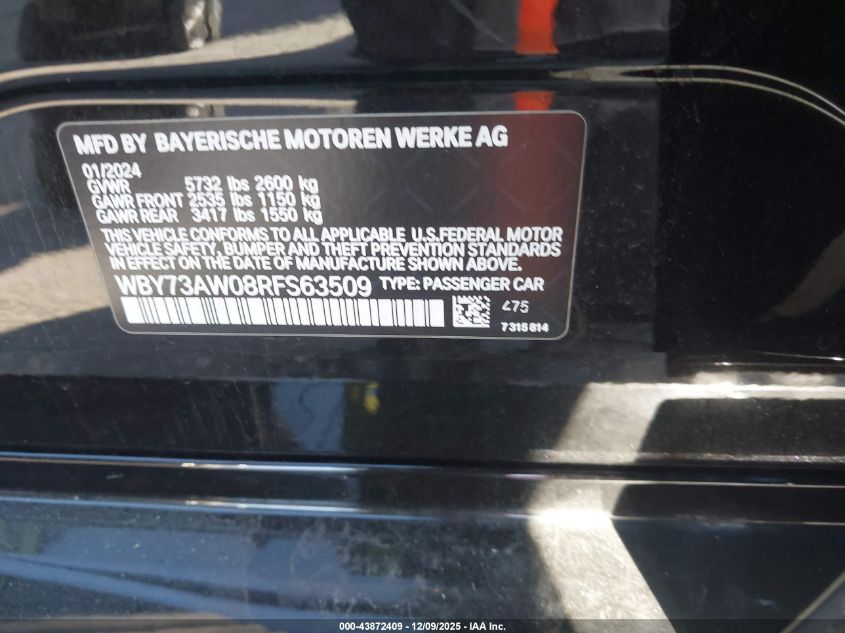 MFD BY BAYERISCHE MOTOREN WERKE AG
01/2024
GVWR 5732 lbs 2600 kg
GAWR FRONT 2535 lbs 1150 kg
GAWR REAR 3417 lbs 1550 kg
THIS VEHICLE CONFORMS TO ALL APPLICABLE U.S.FEDERAL MOTOR
VEHICLE SAFETY, BUMPER AND THEFT PREVENTION STANDARDS
IN EFFECT ON THE DATE OF MANUFACTURE SHOWN ABOVE.
WBY73AW08RFS63509 TYPE: PASSENGER CAR
475
7315814
000-43872409 - 12/09/2025 - IAA Inc.